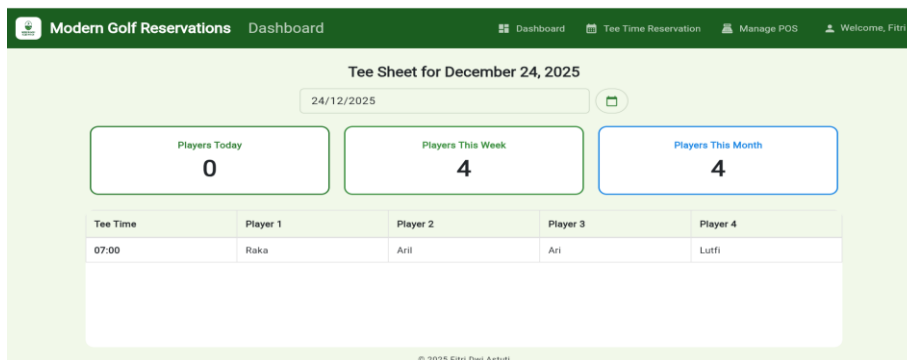 Modern Golf Reservations Dashboard Dashboard Tee Time Reservation Manage POS Welcome, Fitri
Tee Sheet for December 24, 2025
24/12/2025
Players Today Players This Week Players This Month
0 4 4
Tee Time Player 1 Player 2 Player 3 Player 4
07:00 Raka Aril Ari Lutfi
© 2025 Fitri Dwi Astuti